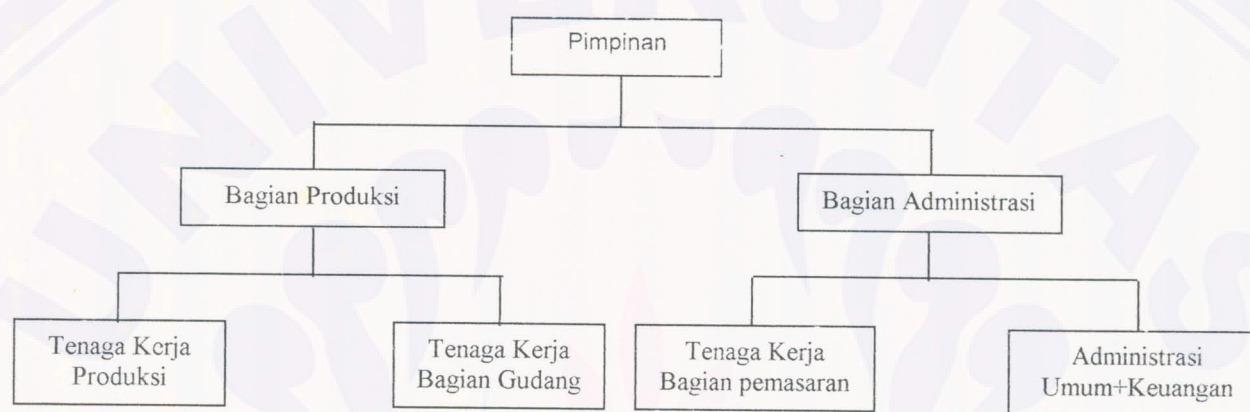 UNIVERSITAS
Pimpinan
Bagian Produksi
Bagian Administrasi
Tenaga Kerja
Produksi
Tenaga Kerja
Bagian Gudang
Tenaga Kerja
Bagian pemasaran
Administrasi
Umum+Keuangan